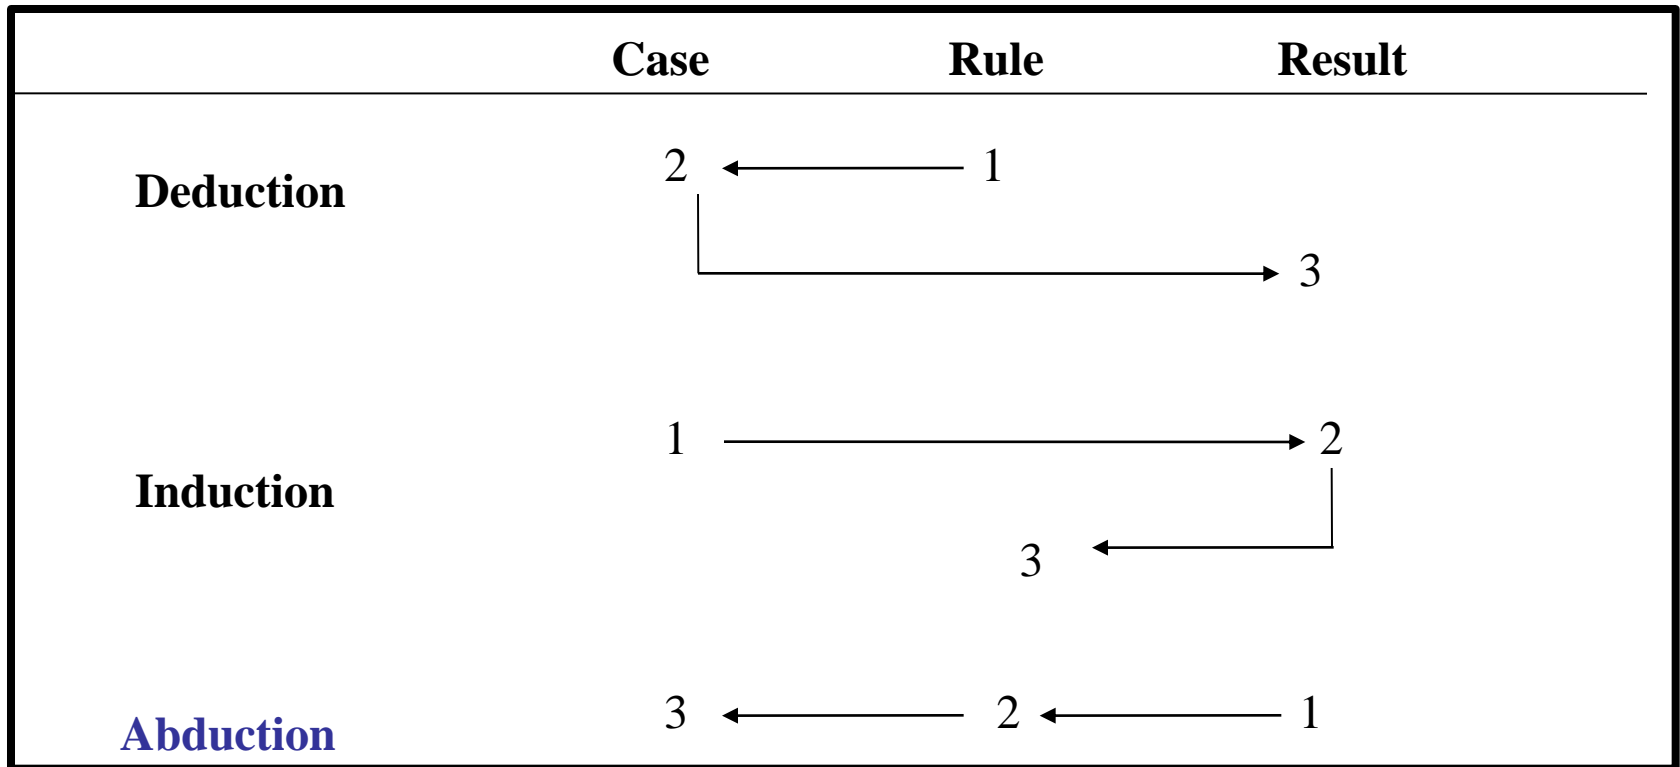 Case Rule Result
2 1
Deduction
3
1 2
Induction
3
3 2 1
Abduction